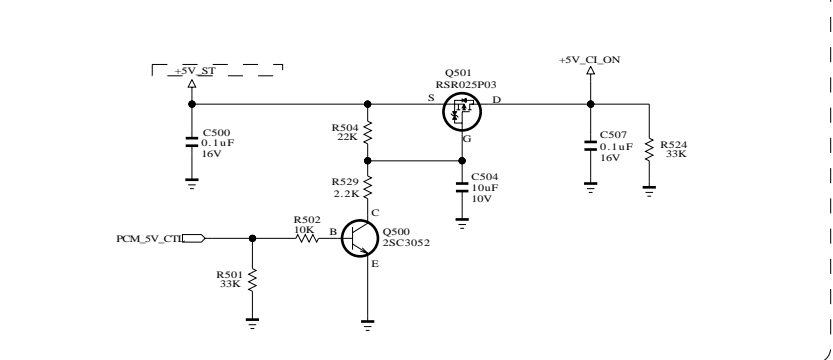 +5V_ST
Q501
RSR025P03
+5V_CI_ON
S
D
G
C500
0.1uF
16V
R504
22K
C507
0.1uF
16V
R524
33K
R529
2.2K
C504
10uF
10V
C
PCM_5V_CTL
R502
10K
B
Q500
2SC3052
E
R501
33K